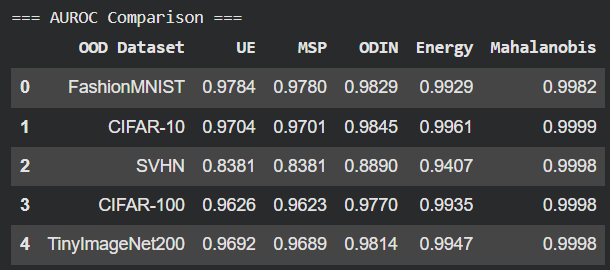 === AUROC Comparison ===
OOD Dataset UE MSP ODIN Energy Mahalanobis
0 FashionMNIST 0.9784 0.9780 0.9829 0.9929 0.9982
1 CIFAR-10 0.9704 0.9701 0.9845 0.9961 0.9999
2 SVHN 0.8381 0.8381 0.8890 0.9407 0.9998
3 CIFAR-100 0.9626 0.9623 0.9770 0.9935 0.9998
4 TinyImageNet200 0.9692 0.9689 0.9814 0.9947 0.9998